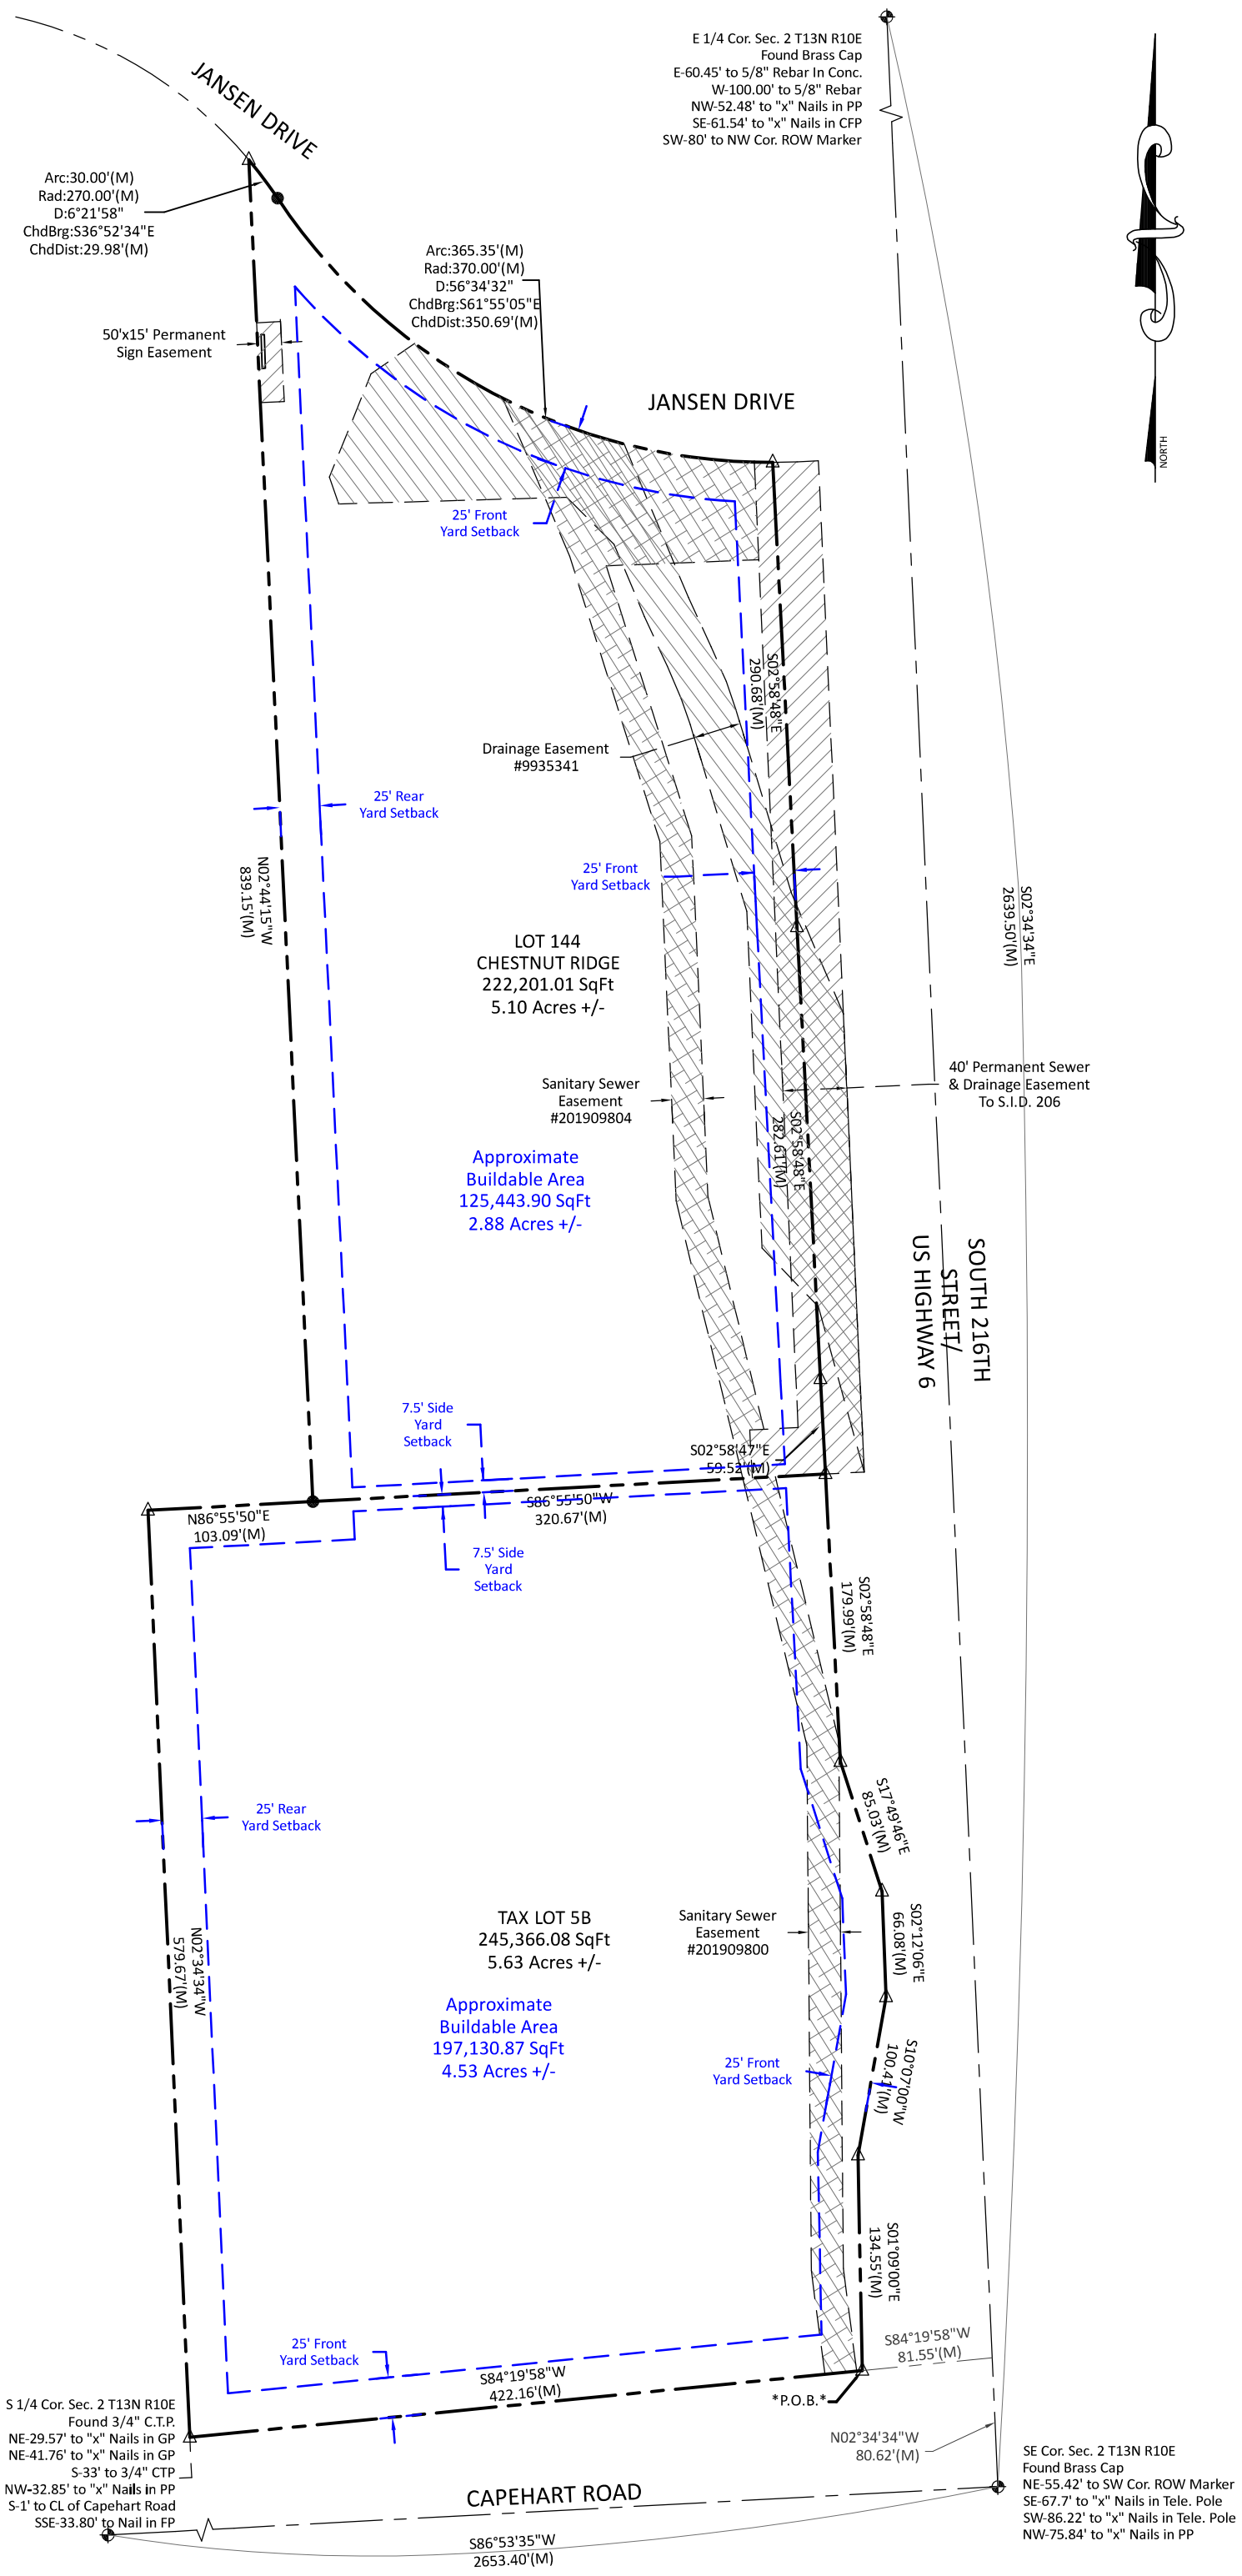 JANSEN DRIVE
E 1/4 Cor. Sec. 2 T13N R10E
Found Brass Cap
E-60.45' to 5/8" Rebar In Conc.
W-100.00' to 5/8" Rebar
NW-52.48' to "x" Nails in PP
SE-61.54' to "x" Nails in CFP
SW-80' to NW Cor. ROW Marker
NORTH
Arc:30.00'(M)
Rad:270.00'(M)
D:6°21'58"
ChdBrg:S36°52'34"E
ChdDist:29.98'(M)
Arc:365.35'(M)
Rad:370.00'(M)
D:56°34'32"
ChdBrg:S61°55'05"E
ChdDist:350.69'(M)
50'x15' Permanent
Sign Easement
JANSEN DRIVE
25' Front
Yard Setback
S02°58'48"E
290.68'(M)
Drainage Easement
#9935341
25' Rear
Yard Setback
25' Front
Yard Setback
N02°44'15"W
839.15'(M)
S02°34'34"E
2639.50'(M)
LOT 144
CHESTNUT RIDGE
222,201.01 SqFt
5.10 Acres +/-
Sanitary Sewer
Easement
#201909804
40' Permanent Sewer
& Drainage Easement
To S.I.D. 206
S02°58'48"E
282.61'(M)
Approximate
Buildable Area
125,443.90 SqFt
2.88 Acres +/-
SOUTH 216TH
STREET/
US HIGHWAY 6
7.5' Side
Yard
Setback
S02°58'47"E
59.52'(M)
N86°55'50"E
103.09'(M)
S86°55'50"W
320.67'(M)
7.5' Side
Yard
Setback
S02°58'48"E
179.99'(M)
25' Rear
Yard Setback
S17°49'46"E
85.03'(M)
TAX LOT 5B
245,366.08 SqFt
5.63 Acres +/-
Sanitary Sewer
Easement
#201909800
S02°12'06"E
66.08'(M)
N02°34'34"W
579.67'(M)
Approximate
Buildable Area
197,130.87 SqFt
4.53 Acres +/-
25' Front
Yard Setback
S10°07'00"W
100.41'(M)
S01°09'00"E
134.55'(M)
25' Front
Yard Setback
S84°19'58"W
422.16'(M)
S84°19'58"W
81.55'(M)
*P.O.B.*
N02°34'34"W
80.62'(M)
S 1/4 Cor. Sec. 2 T13N R10E
Found 3/4" C.T.P.
NE-29.57' to "x" Nails in GP
NE-41.76' to "x" Nails in GP
S-33' to 3/4" CTP
NW-32.85' to "x" Nails in PP
S-1' to CL of Capehart Road
SSE-33.80' to Nail in FP
CAPEHART ROAD
S86°53'35"W
2653.40'(M)
SE Cor. Sec. 2 T13N R10E
Found Brass Cap
NE-55.42' to SW Cor. ROW Marker
SE-67.7' to "x" Nails in Tele. Pole
SW-86.22' to "x" Nails in Tele. Pole
NW-75.84' to "x" Nails in PP